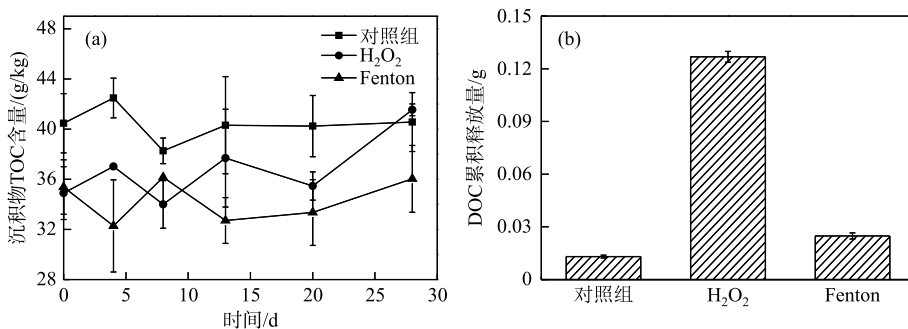 (a)
对照组
H₂O₂
Fenton
沉积物TOC含量/(g/kg)
44
40
36
32
28
0
5
10
15
20
25
30
时间/d
(b)
DOC累积释放量/g
0.15
0.12
0.09
0.06
0.03
0
对照组
H₂O₂
Fenton